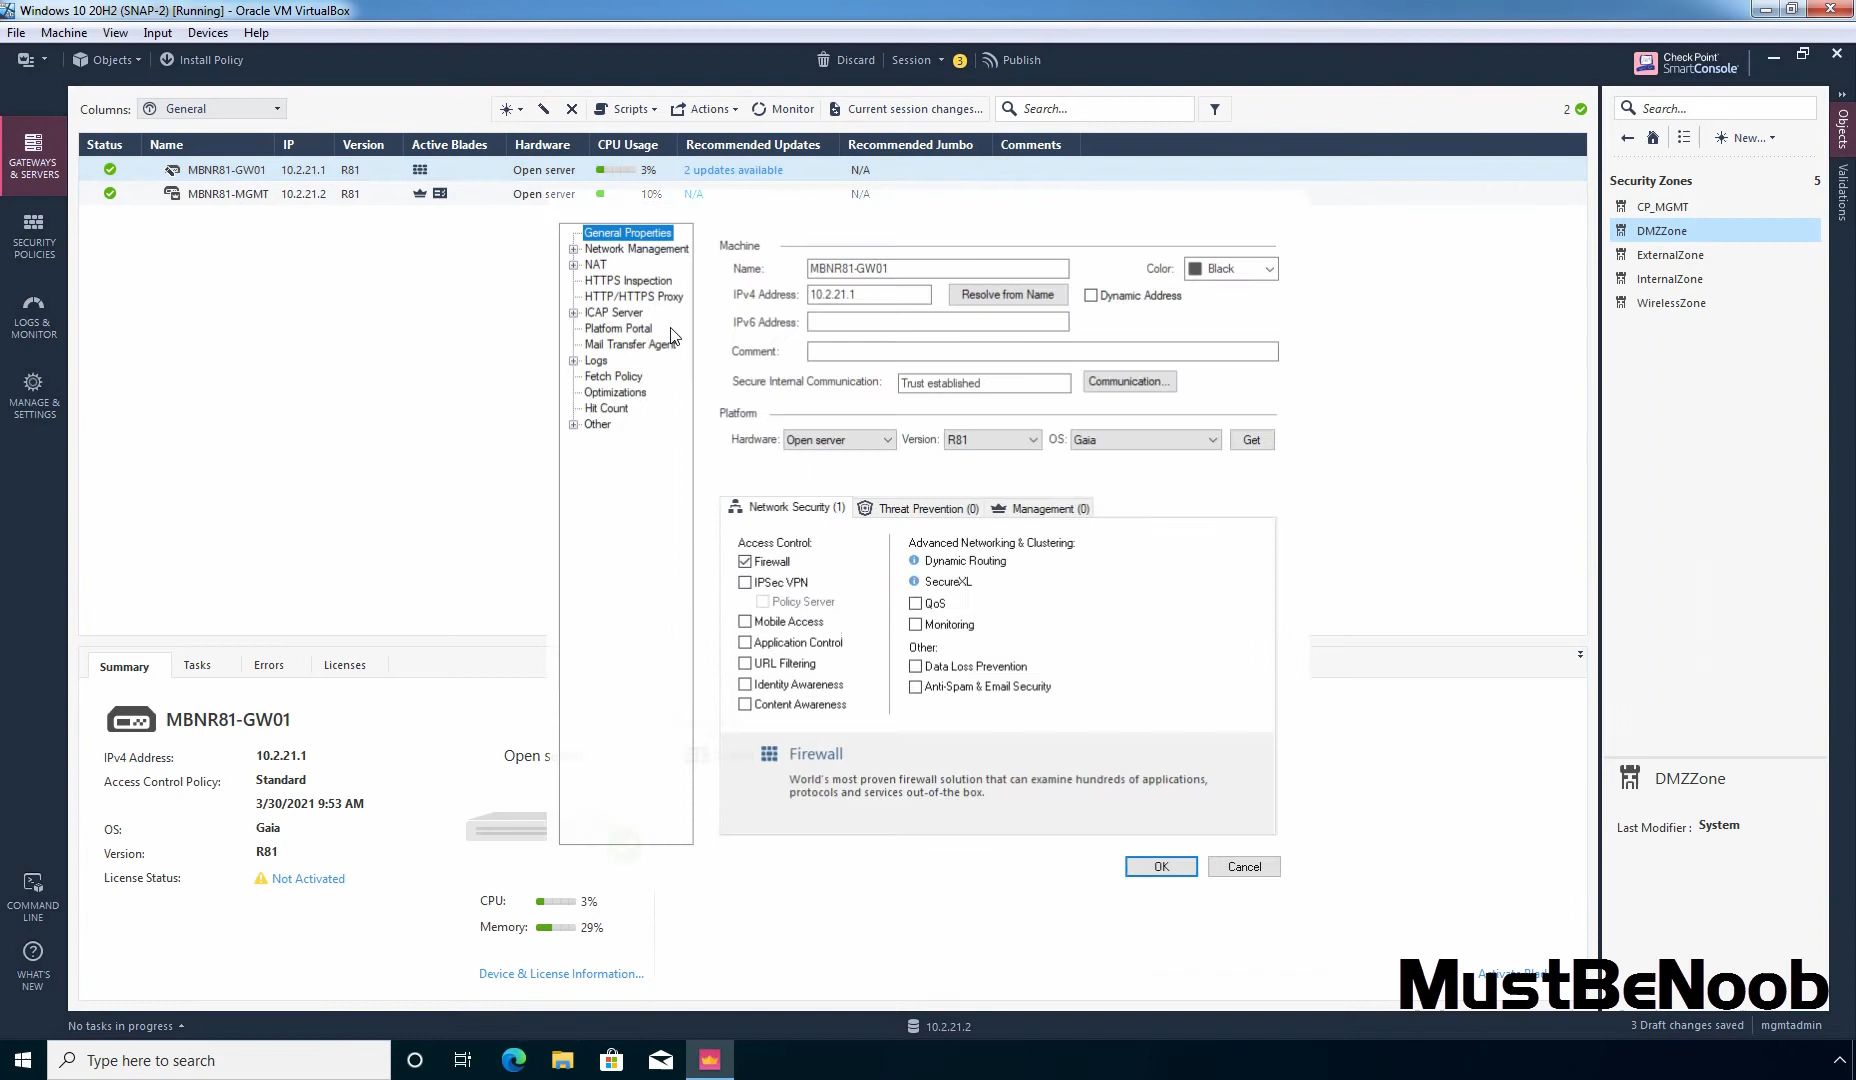 Windows 10 20H2 (SNAP-2) [Running] - Oracle VM VirtualBox
File Machine View Input Devices Help
Objects Install Policy Discard Session 3 Publish Check Point SmartConsole
Columns: General Scripts Actions Monitor Current session changes... Search... 2
Status Name IP Version Active Blades Hardware CPU Usage Recommended Updates Recommended Jumbo Comments
MBNR81-GW01 10.2.21.1 R81 Open server 3% 2 updates available N/A
MBNR81-MGMT 10.2.21.2 R81 Open server 10% N/A N/A
GATEWAYS & SERVERS
SECURITY POLICIES
LOGS & MONITOR
MANAGE & SETTINGS
COMMAND LINE
WHAT'S NEW
General Properties
Network Management
NAT
HTTPS Inspection
HTTP/HTTPS Proxy
ICAP Server
Platform Portal
Mail Transfer Agent
Logs
Fetch Policy
Optimizations
Hit Count
Other
Machine
Name: MBNR81-GW01 Color: Black
IPv4 Address: 10.2.21.1 Resolve from Name Dynamic Address
IPv6 Address:
Comment:
Secure Internal Communication: Trust established Communication...
Platform
Hardware: Open server Version: R81 OS: Gaia Get
Network Security (1) Threat Prevention (0) Management (0)
Access Control:
Firewall
IPSec VPN
Policy Server
Mobile Access
Application Control
URL Filtering
Identity Awareness
Content Awareness
Advanced Networking & Clustering:
Dynamic Routing
SecureXL
QoS
Monitoring
Other:
Data Loss Prevention
Anti-Spam & Email Security
Firewall
World's most proven firewall solution that can examine hundreds of applications,
protocols and services out-of-the box.
OK Cancel
Summary Tasks Errors Licenses
MBNR81-GW01
IPv4 Address: 10.2.21.1
Access Control Policy: Standard
3/30/2021 9:53 AM
OS: Gaia
Version: R81
License Status: Not Activated
Open s
CPU: 3%
Memory: 29%
Device & License Information...
Search...
New...
Security Zones 5
CP_MGMT
DMZZone
ExternalZone
InternalZone
WirelessZone
DMZZone
Last Modifier : System
Objects
Validations
MustBeNoob
No tasks in progress 10.2.21.2 3 Draft changes saved mgmtadmin
Type here to search